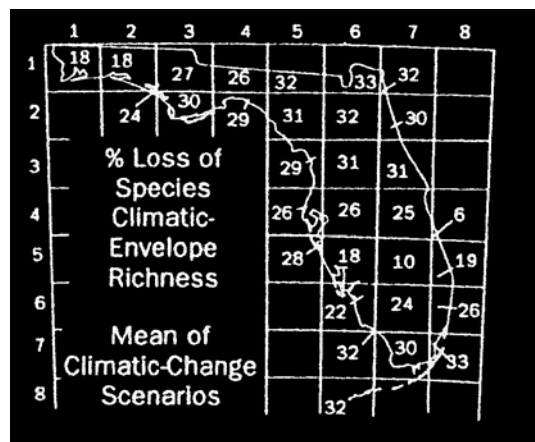 1 2 3 4 5 6 7 8
1 18 18 27 26 32 33 32
2 24 30 29 31 32 30
3 29 31 31
4 26 26 25 6
5 28 18 10 19
6 22 24 26
7 32 30 33
8 32
% Loss of
Species
Climatic-
Envelope
Richness
Mean of
Climatic-Change
Scenarios